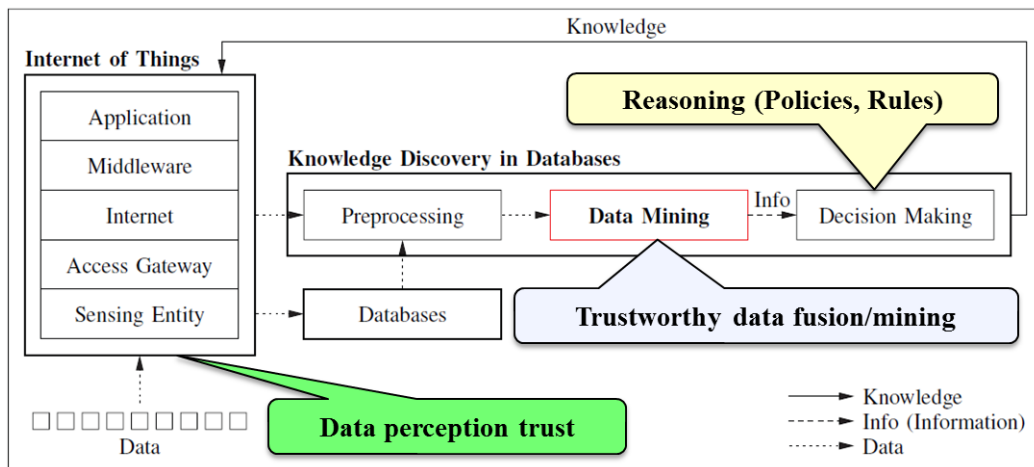 Knowledge
Internet of Things
Application
Middleware
Internet
Access Gateway
Sensing Entity
Data
Reasoning (Policies, Rules)
Knowledge Discovery in Databases
Preprocessing
Data Mining
Info
Decision Making
Databases
Trustworthy data fusion/mining
Data perception trust
Knowledge
Info (Information)
Data